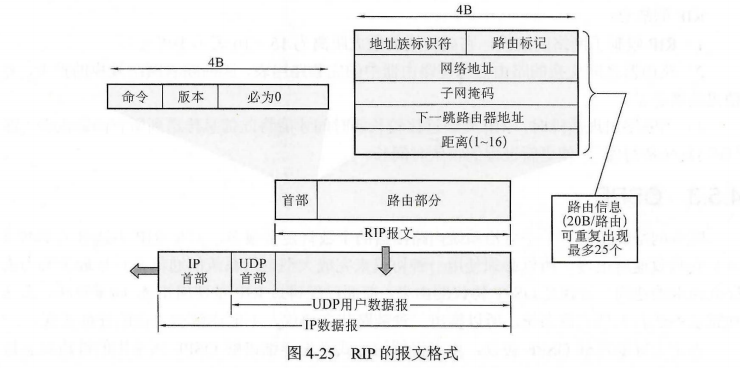 4B
地址族标识符 路由标记
网络地址
子网掩码
下一跳路由器地址
距离(1~16)
4B
命令 版本 必为0
路由信息
(20B/路由)
可重复出现
最多25个
首部 路由部分
RIP报文
IP
首部
UDP
首部
UDP用户数据报
IP数据报
图 4-25 RIP 的报文格式